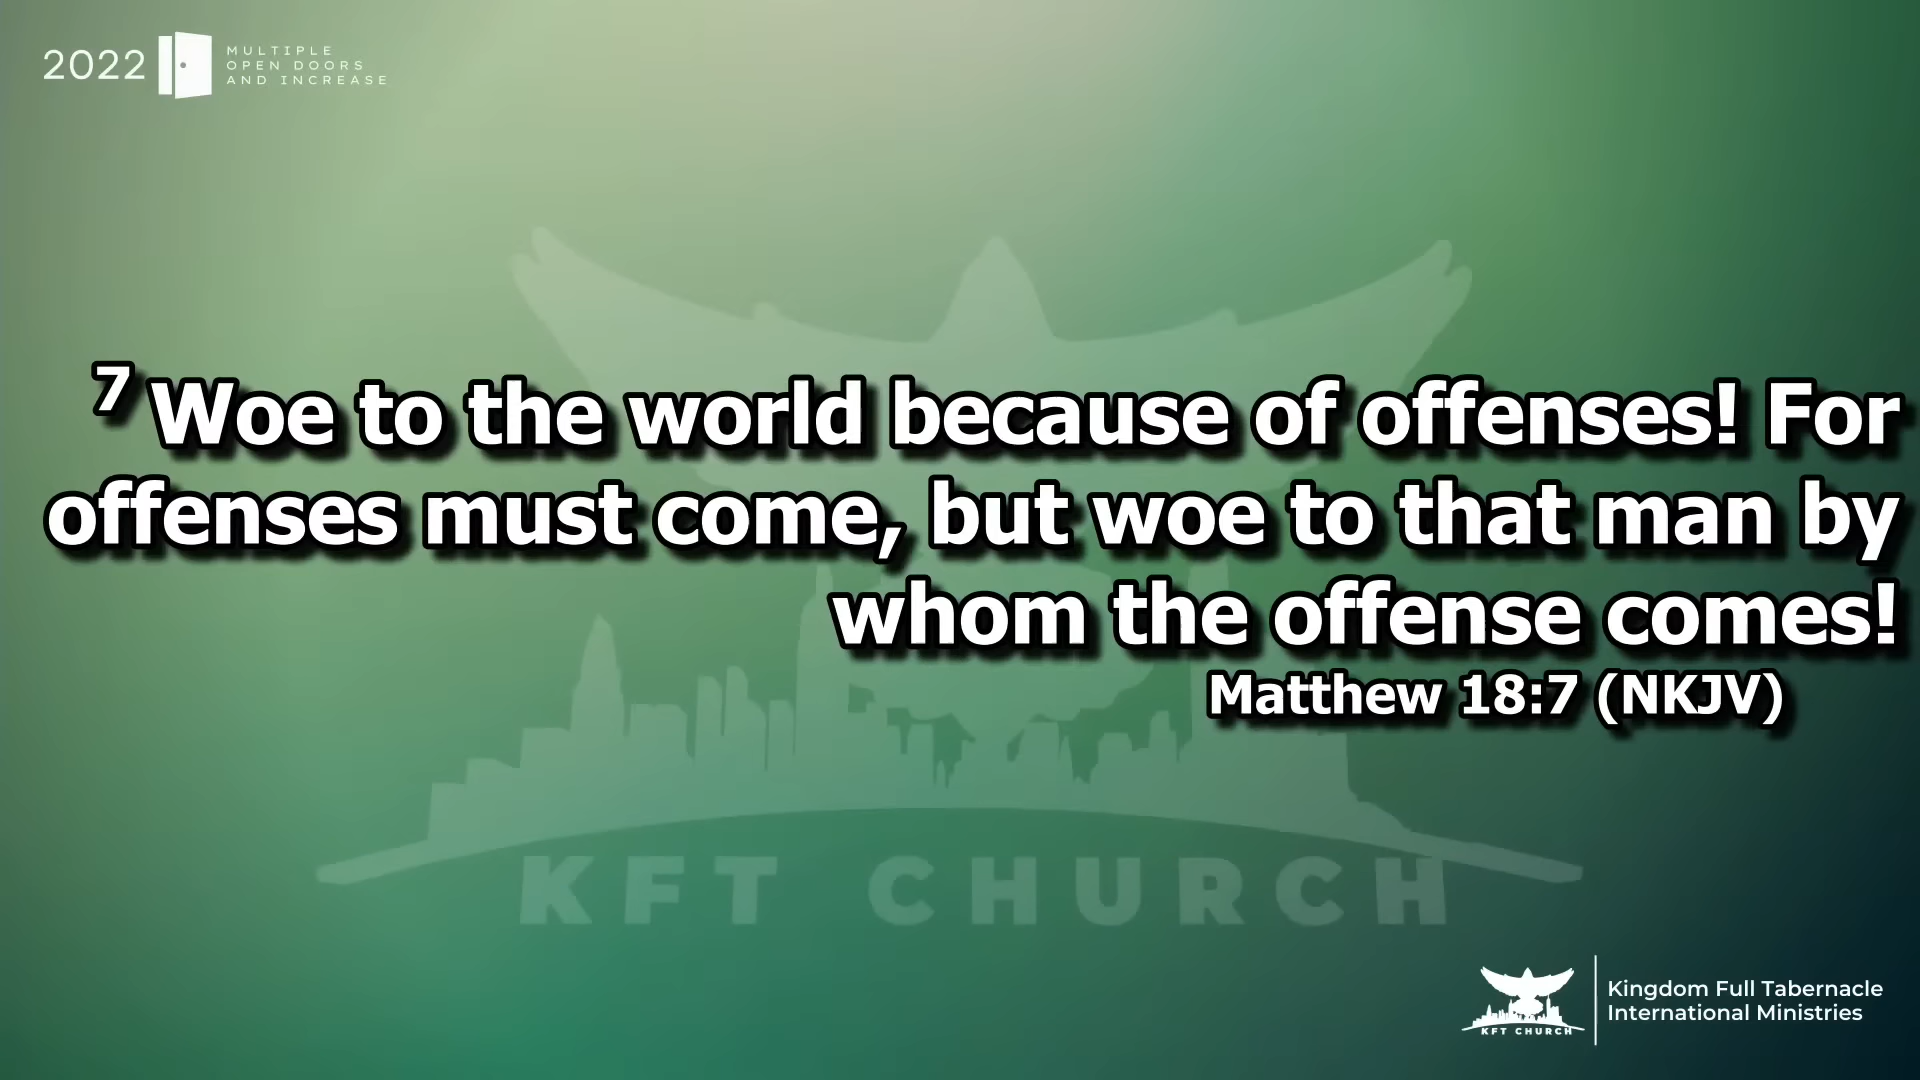 2022
MULTIPLE
OPEN DOORS
AND INCREASE
7 Woe to the world because of offenses! For
offenses must come, but woe to that man by
whom the offense comes!
Matthew 18:7 (NKJV)
KFT CHURCH
KFT CHURCH
Kingdom Full Tabernacle
International Ministries